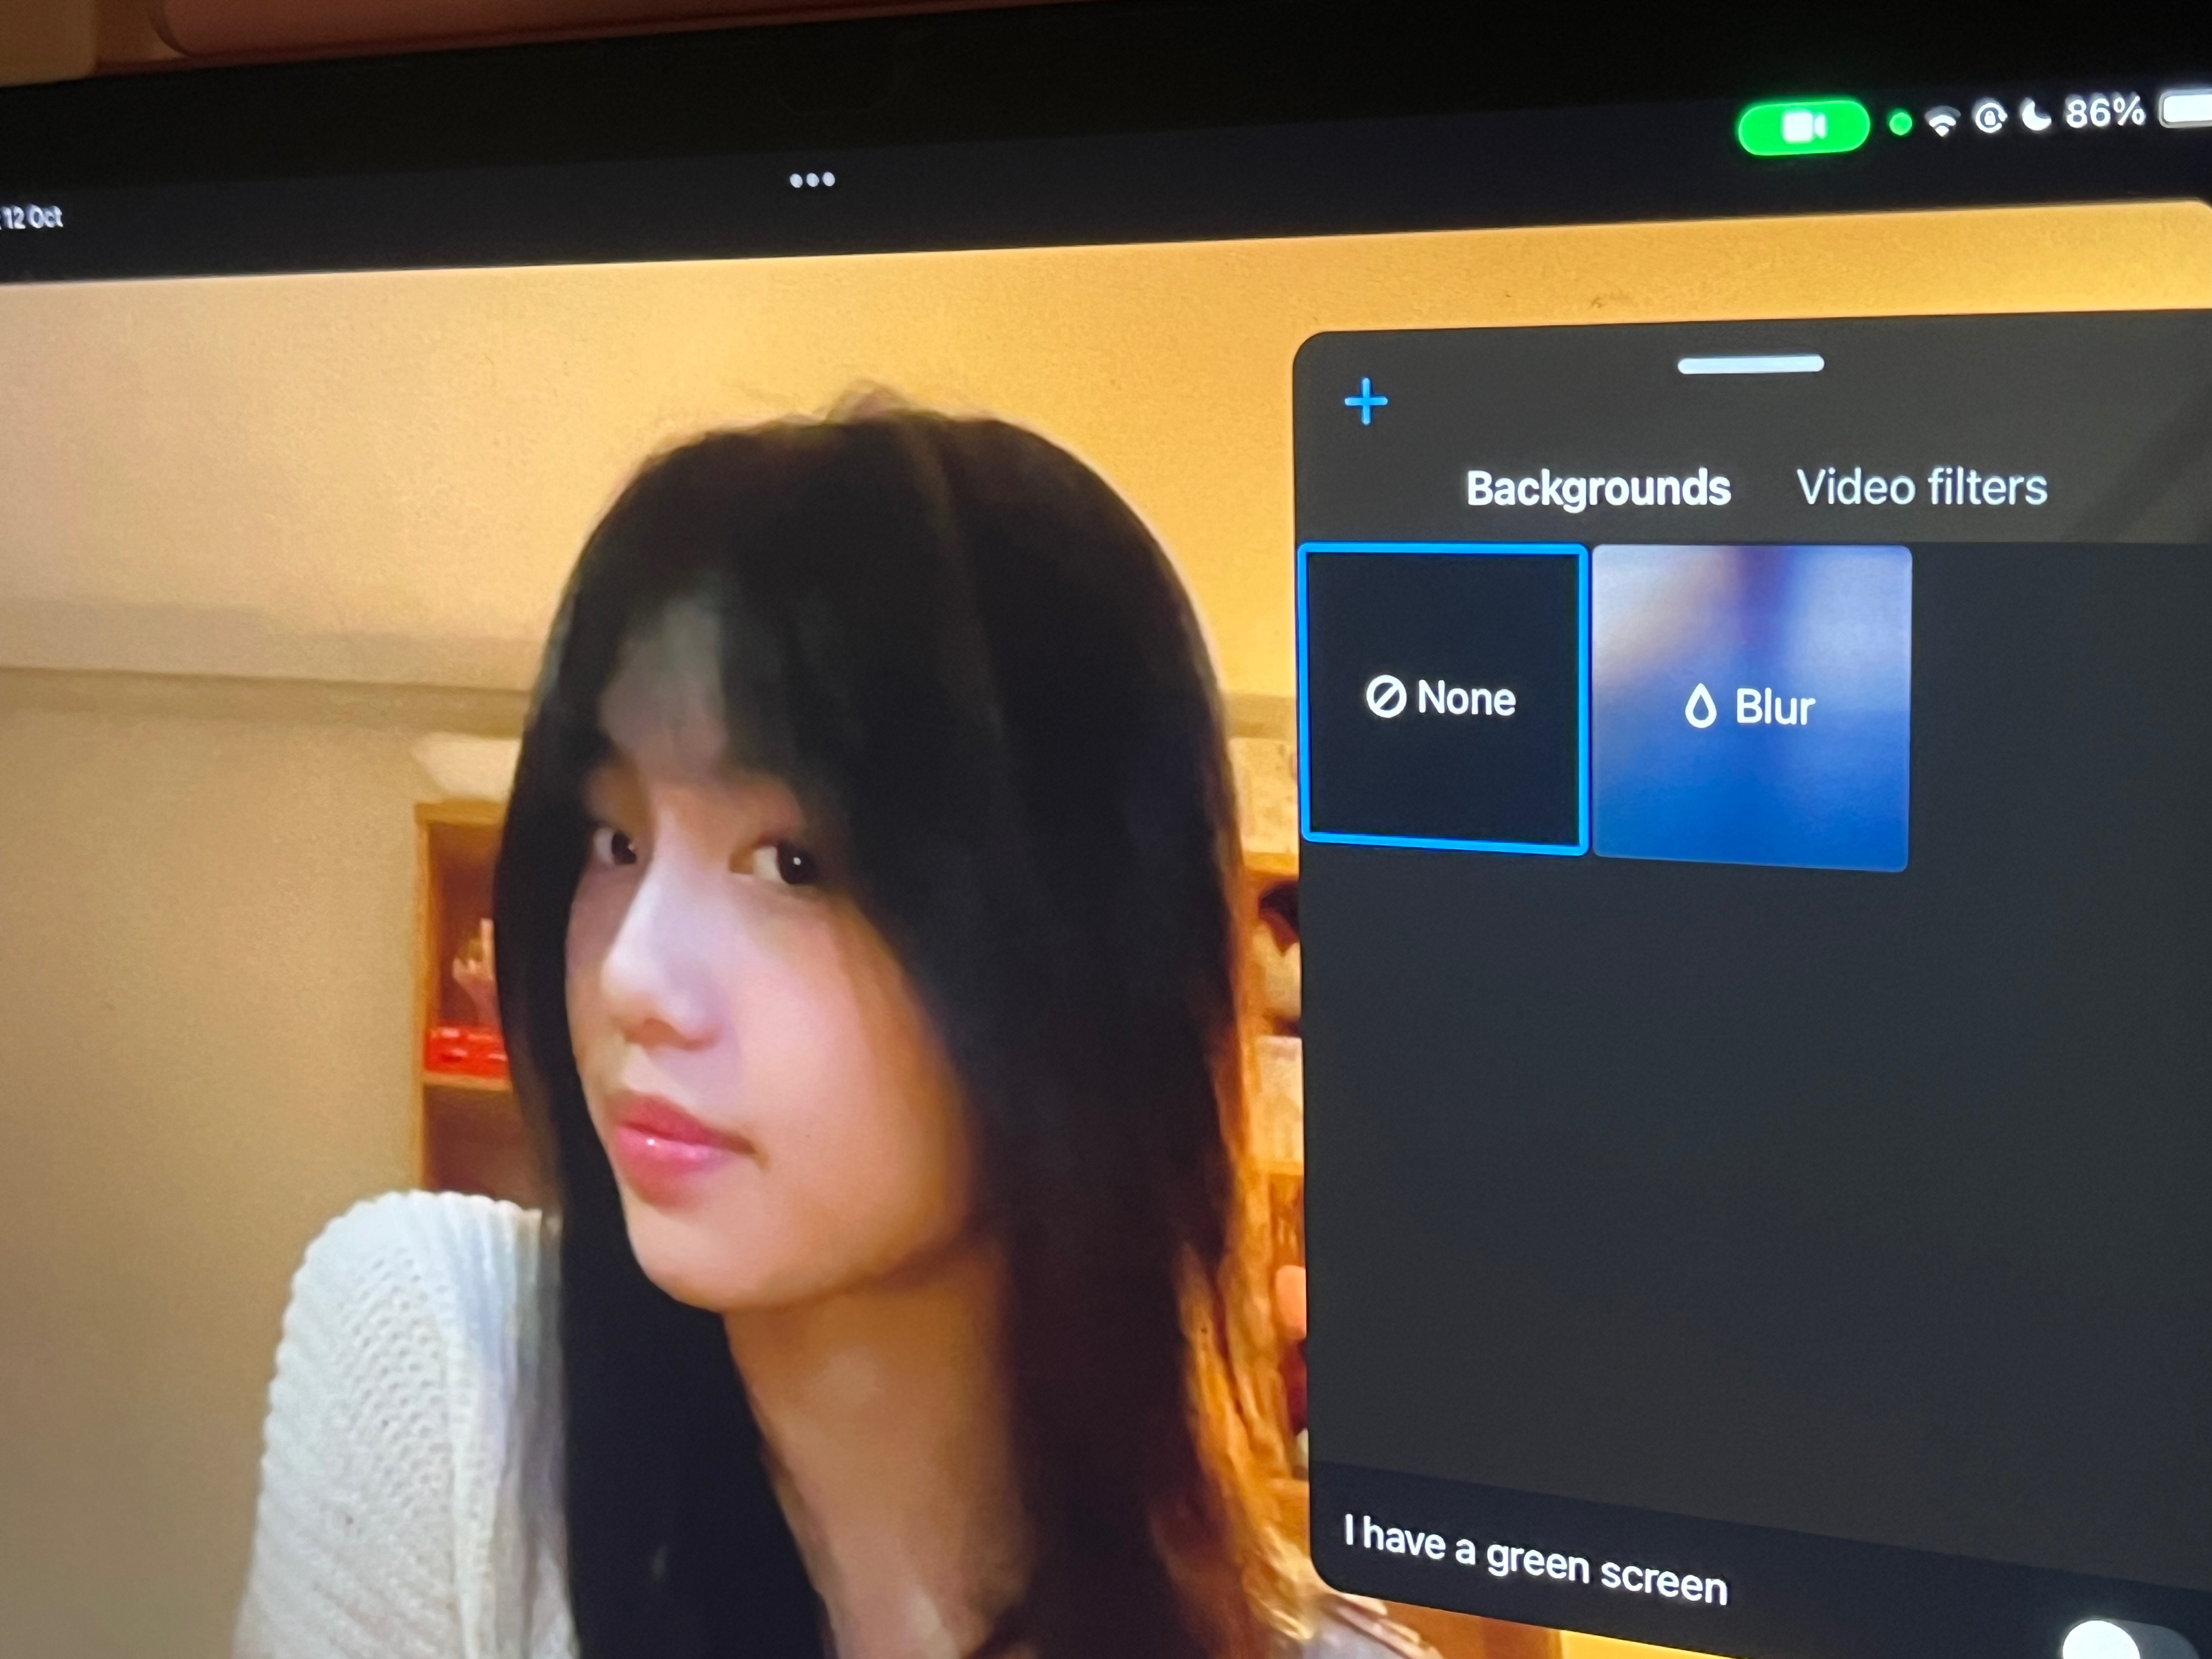 86%
12 Oct
Backgrounds Video filters
None Blur
I have a green screen